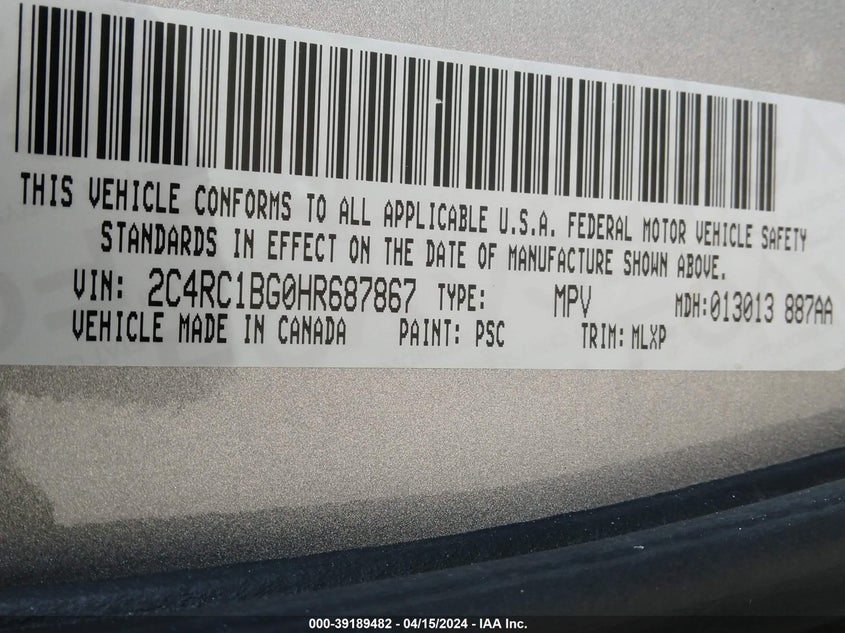 THIS VEHICLE CONFORMS TO ALL APPLICABLE U.S.A. FEDERAL MOTOR VEHICLE SAFETY
STANDARDS IN EFFECT ON THE DATE OF MANUFACTURE SHOWN ABOVE.
VIN: 2C4RC1BG0HR687867 TYPE: MPV MDH:013013 887AA
VEHICLE MADE IN CANADA PAINT: PSC TRIM: MLXP
000-39189482 - 04/15/2024 - IAA Inc.